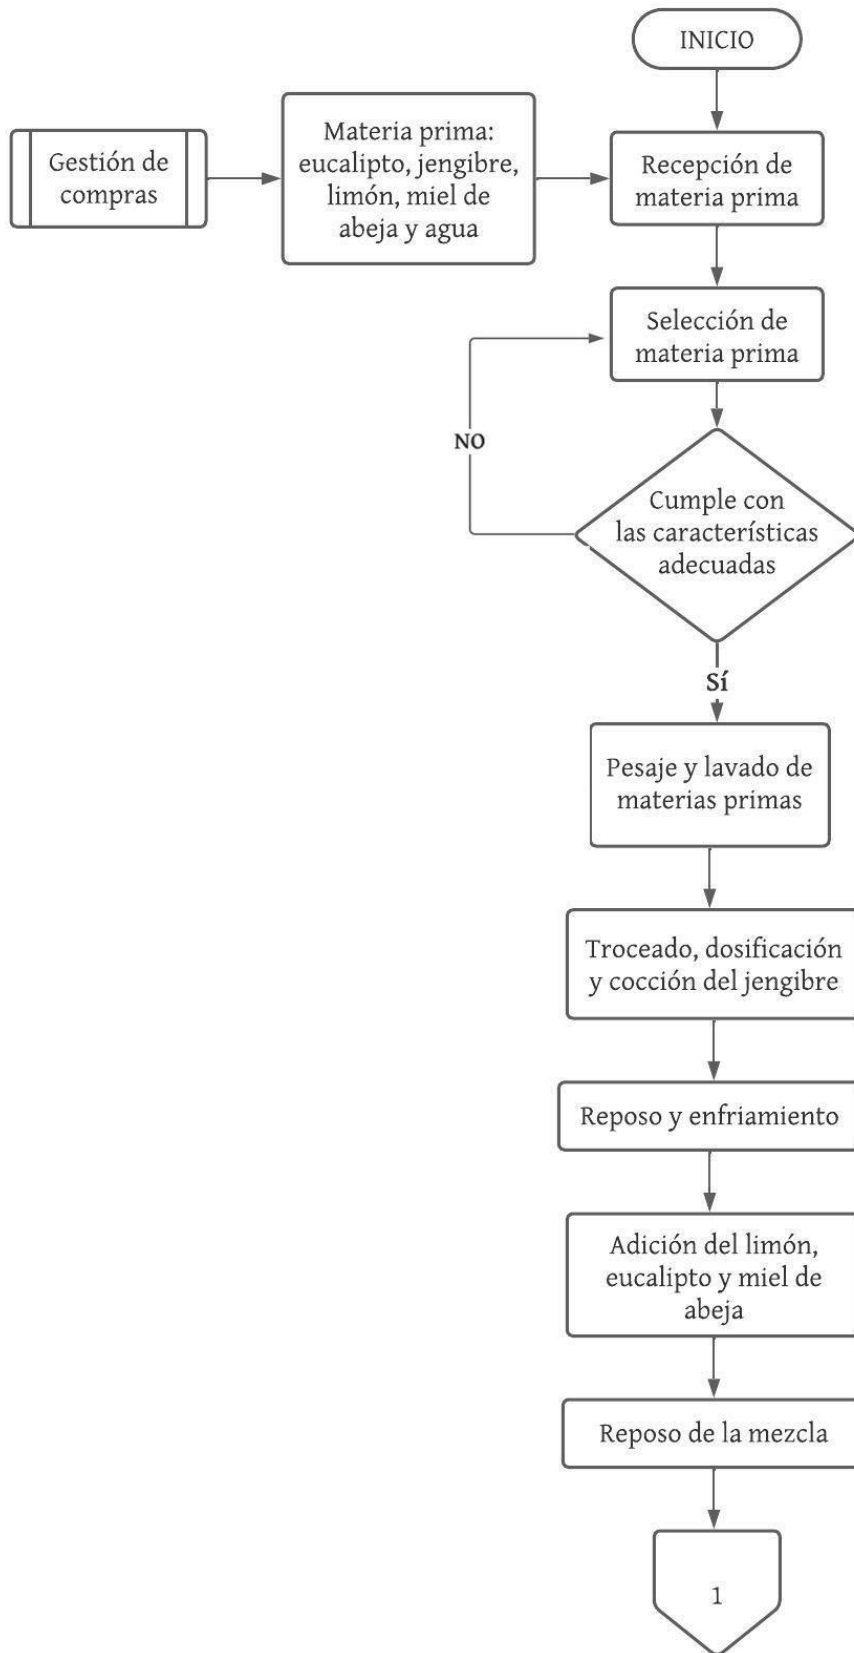 INICIO
Gestión de
compras
Materia prima:
eucalipto, jengibre,
limón, miel de
abeja y agua
Recepción de
materia prima
Selección de
materia prima
NO
Cumple con
las características
adecuadas
Sí
Pesaje y lavado de
materias primas
Troceado, dosificación
y cocción del jengibre
Reposo y enfriamiento
Adición del limón,
eucalipto y miel de
abeja
Reposo de la mezcla
1